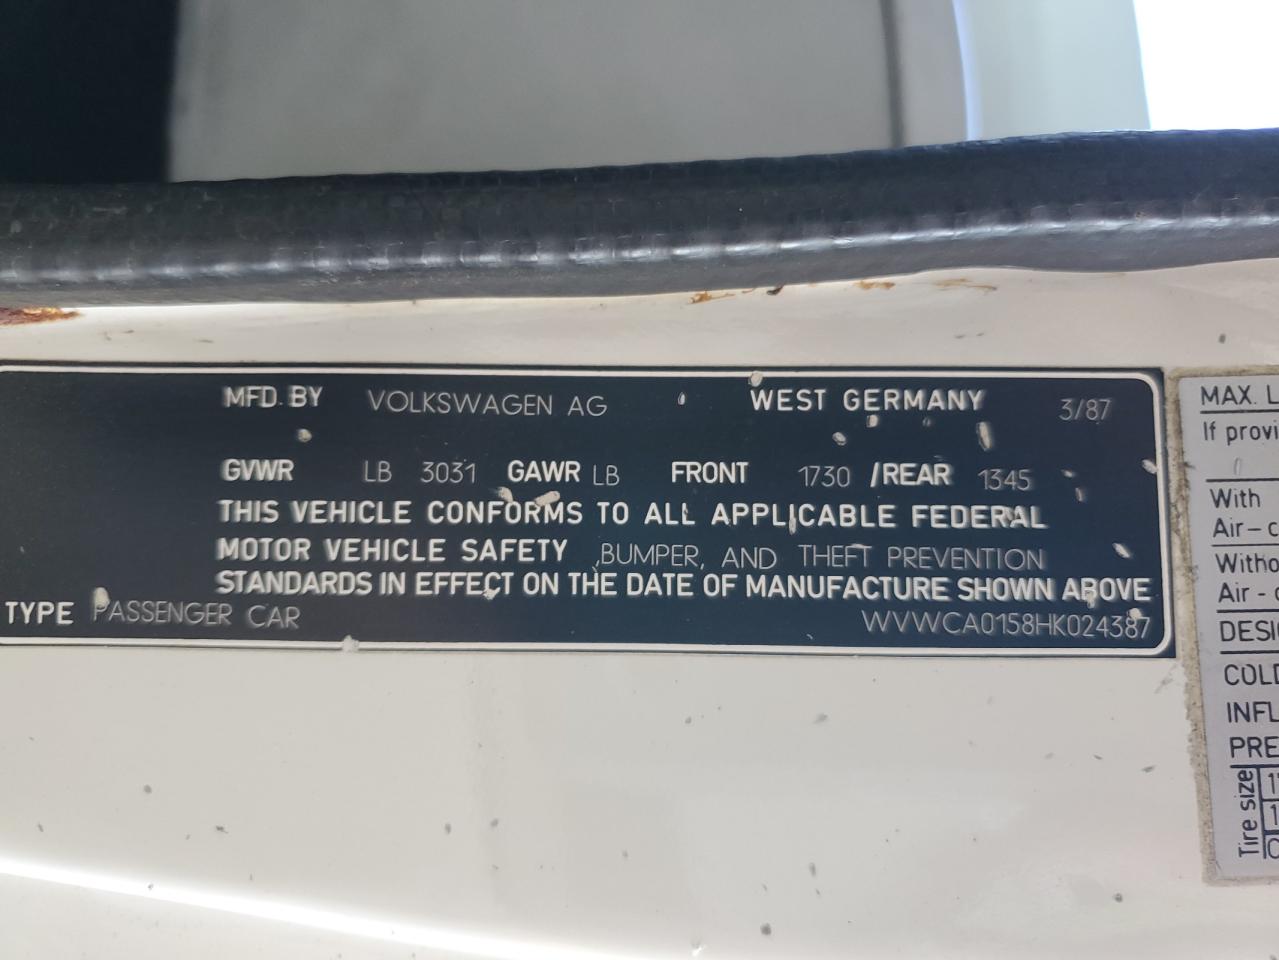 MFD. BY VOLKSWAGEN AG WEST GERMANY 3/87
GVWR LB 3031 GAWR LB FRONT 1730 /REAR 1345
THIS VEHICLE CONFORMS TO ALL APPLICABLE FEDERAL
MOTOR VEHICLE SAFETY ,BUMPER, AND THEFT PREVENTION
STANDARDS IN EFFECT ON THE DATE OF MANUFACTURE SHOWN ABOVE
TYPE PASSENGER CAR WVWCA0158HK024387
MAX. L
If provi
With
Air-c
Witho
Air-c
DESI
COLD
INFL
PRE
Tire size